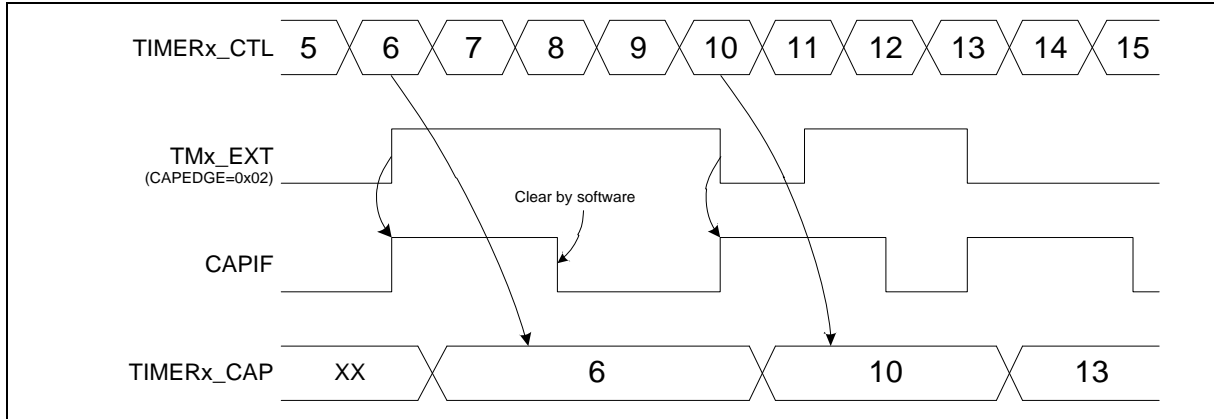 TIMERx_CTL 5 6 7 8 9 10 11 12 13 14 15
TMx_EXT
(CAPEDGE=0x02)
Clear by software
CAPIF
TIMERx_CAP XX 6 10 13